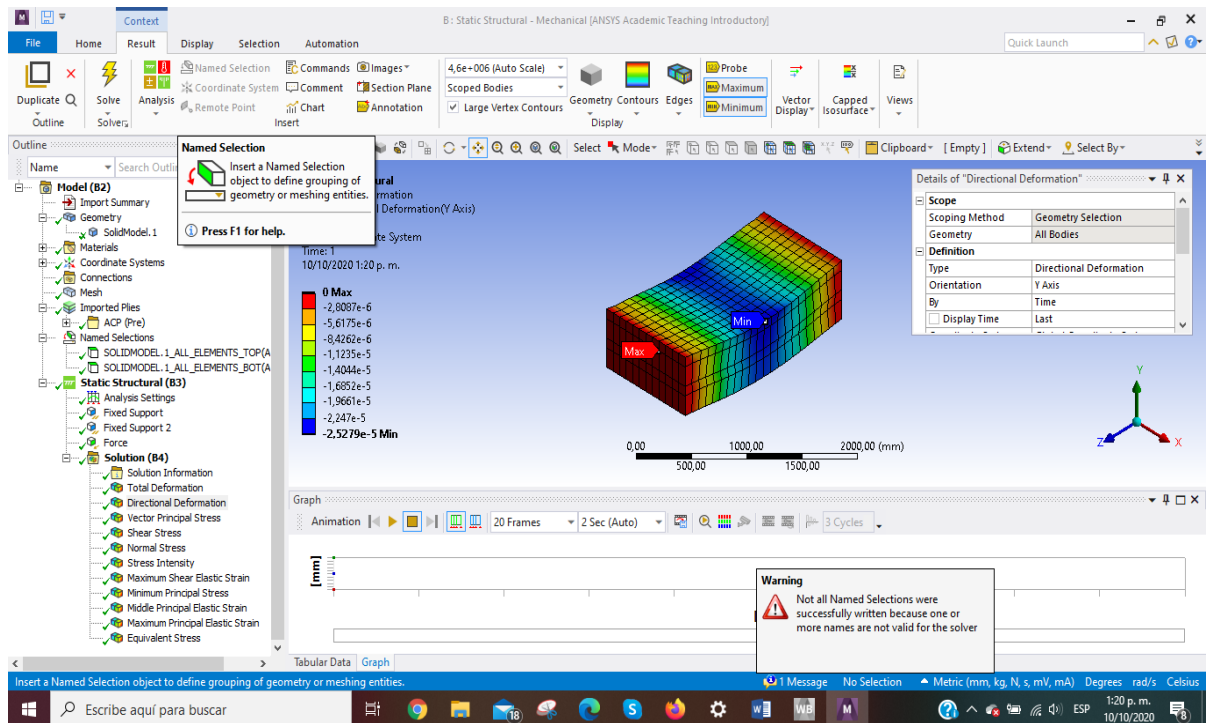 Context
B : Static Structural - Mechanical [ANSYS Academic Teaching Introductory]
File Home Result Display Selection Automation
Quick Launch
Duplicate
Outline
Solve
Solvers
Analysis
Named Selection
Coordinate System
Remote Point
Commands
Comment
Chart
Images
Section Plane
Annotation
Insert
4,6e+006 (Auto Scale)
Scoped Bodies
Large Vertex Contours
Geometry Contours Edges
Probe
Maximum
Minimum
Display
Vector Display
Capped Isosurface
Views
Outline
Name
Search Outli
Named Selection
Insert a Named Selection
object to define grouping of
geometry or meshing entities.
Press F1 for help.
Select Mode
Clipboard [ Empty ] Extend Select By
Model (B2)
Import Summary
Geometry
SolidModel.1
Materials
Coordinate Systems
Connections
Mesh
Imported Plies
ACP (Pre)
Named Selections
SOLIDMODEL.1_ALL_ELEMENTS_TOP(A
SOLIDMODEL.1_ALL_ELEMENTS_BOT(A
Static Structural (B3)
Analysis Settings
Fixed Support
Fixed Support 2
Force
Solution (B4)
Solution Information
Total Deformation
Directional Deformation
Vector Principal Stress
Shear Stress
Normal Stress
Stress Intensity
Maximum Shear Elastic Strain
Minimum Principal Stress
Middle Principal Elastic Strain
Maximum Principal Elastic Strain
Equivalent Stress
ural
rmation
l Deformation(Y Axis)
te System
Time: 1
10/10/2020 1:20 p. m.
0 Max
-2,8087e-6
-5,6175e-6
-8,4262e-6
-1,1235e-5
-1,4044e-5
-1,6852e-5
-1,9661e-5
-2,247e-5
-2,5279e-5 Min
Min
Max
0,00 1000,00 2000,00 (mm)
500,00 1500,00
Y
Z X
Details of "Directional Deformation"
Scope
Scoping Method Geometry Selection
Geometry All Bodies
Definition
Type Directional Deformation
Orientation Y Axis
By Time
Display Time Last
Graph
Animation 20 Frames 2 Sec (Auto) 3 Cycles
[mm]
Warning
Not all Named Selections were
successfully written because one or
more names are not valid for the solver
Tabular Data Graph
Insert a Named Selection object to define grouping of geometry or meshing entities.
1 Message No Selection Metric (mm, kg, N, s, mV, mA) Degrees rad/s Celsius
Escribe aquí para buscar
18
WB
M
ESP
1:20 p. m.
10/10/2020
8